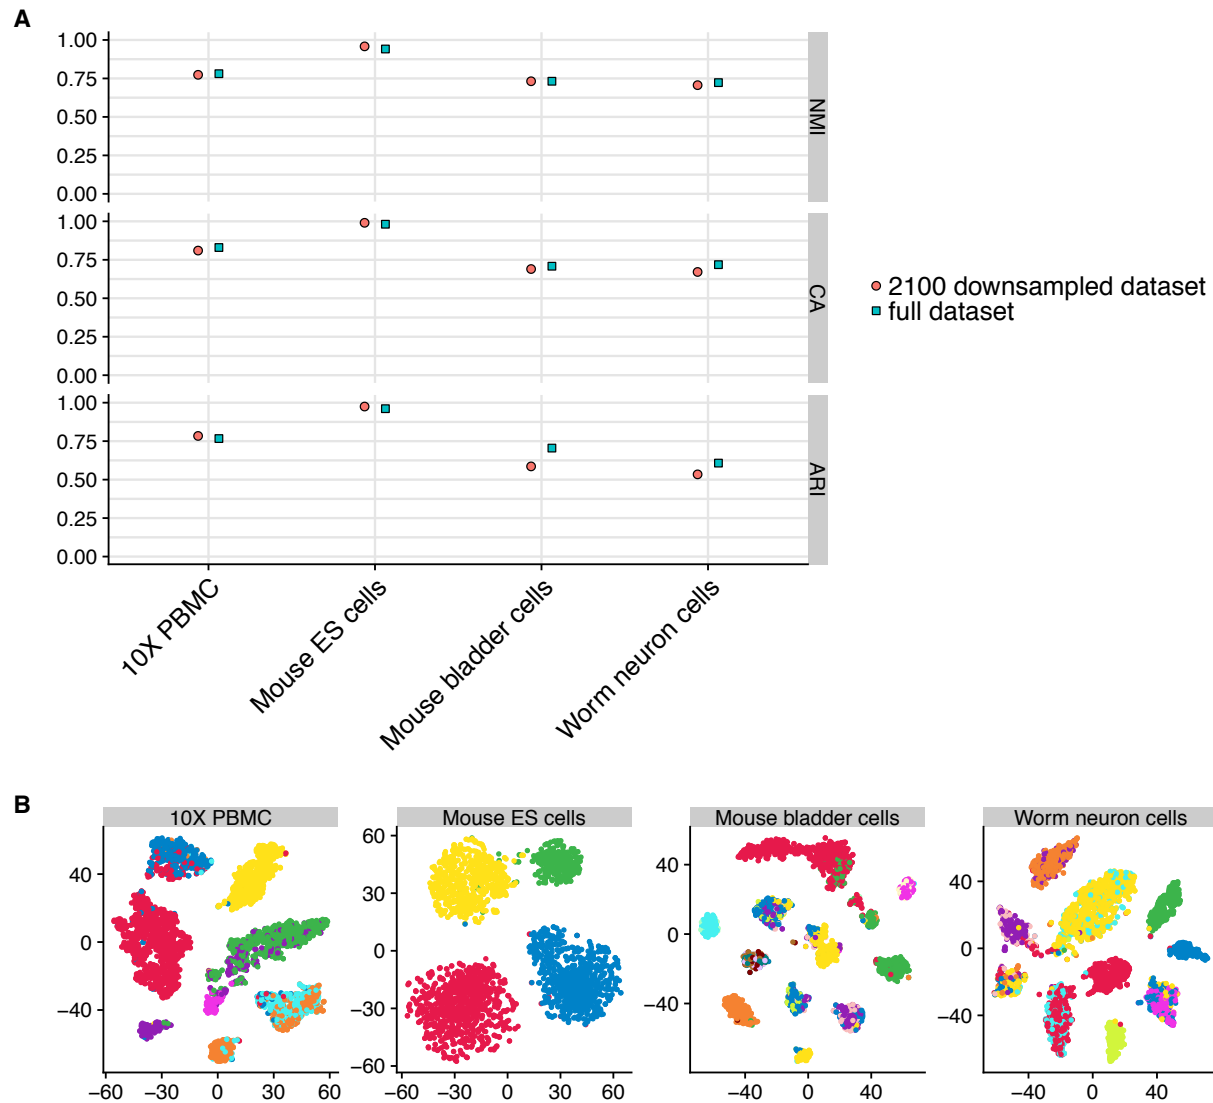 A
1.00
0.75
0.50
0.25
0.00
NMI
1.00
0.75
0.50
0.25
0.00
CA
1.00
0.75
0.50
0.25
0.00
ARI
10X PBMC
Mouse ES cells
Mouse bladder cells
Worm neuron cells
2100 downsampled dataset
full dataset
B
10X PBMC
40
0
−40
−60 −30 0 30 60
Mouse ES cells
60
30
0
−30
−60
−60 −30 0 30 60
Mouse bladder cells
40
0
−40
−40 0 40
Worm neuron cells
40
0
−40
−40 0 40